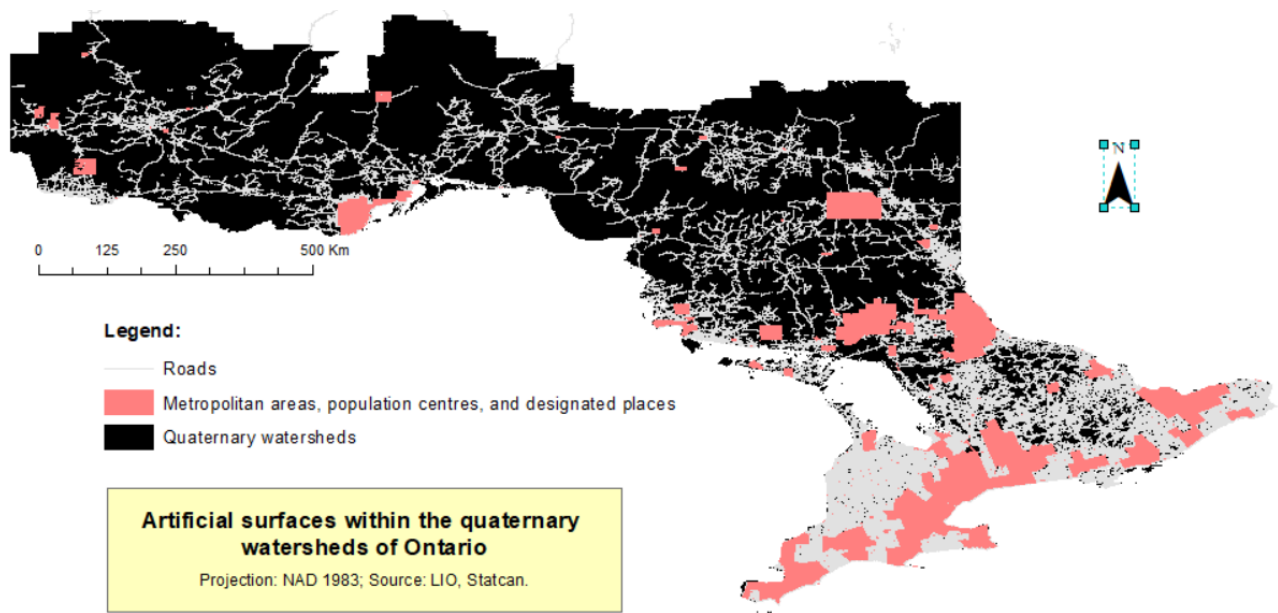 N
0 125 250 500 Km
Legend:
Roads
Metropolitan areas, population centres, and designated places
Quaternary watersheds
Artificial surfaces within the quaternary
watersheds of Ontario
Projection: NAD 1983; Source: LIO, Statcan.